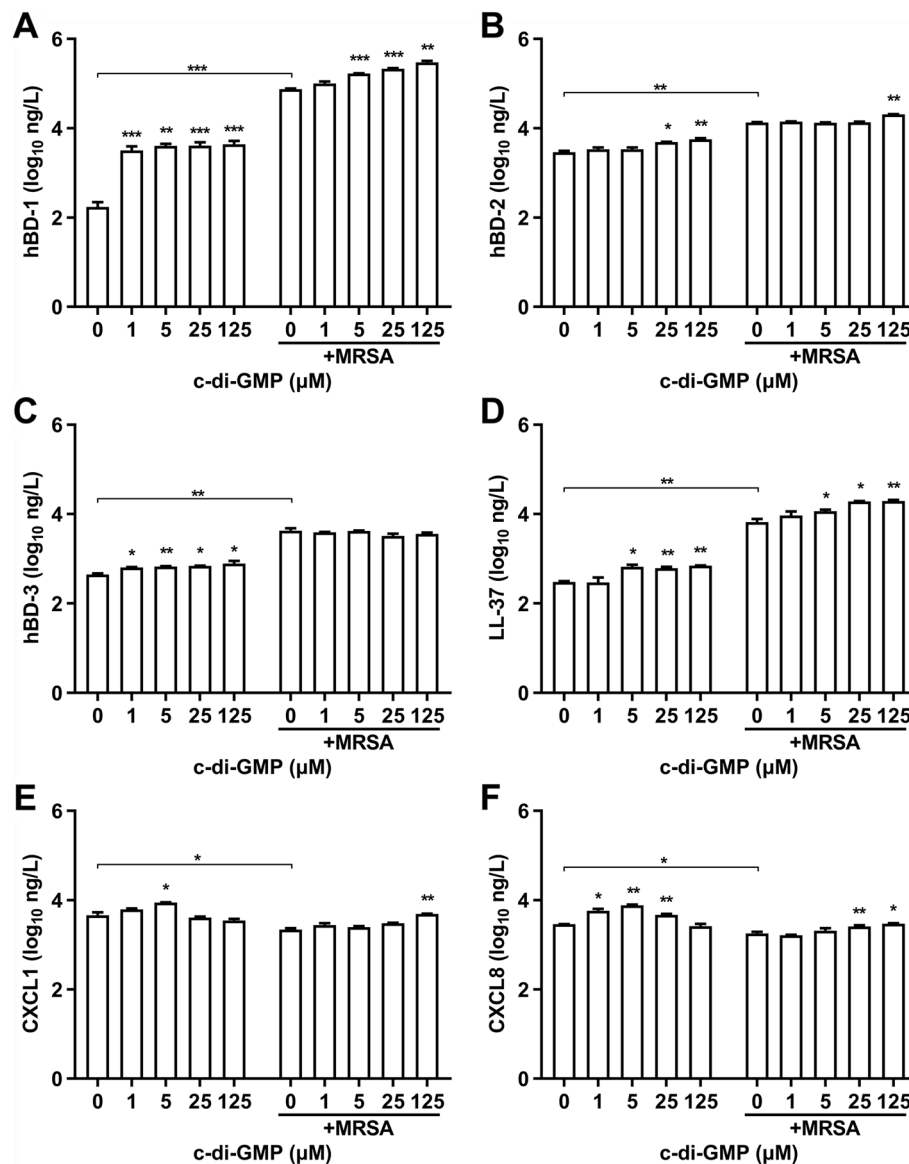 A
hBD-1 (log10 ng/L)
6
4
2
0
***
*** ** *** ***
*** *** **
0 1 5 25 125 0 1 5 25 125
+MRSA
c-di-GMP (µM)
B
hBD-2 (log10 ng/L)
6
4
2
0
**
* **
**
0 1 5 25 125 0 1 5 25 125
+MRSA
c-di-GMP (µM)
C
hBD-3 (log10 ng/L)
6
4
2
0
**
* ** * *
0 1 5 25 125 0 1 5 25 125
+MRSA
c-di-GMP (µM)
D
LL-37 (log10 ng/L)
6
4
2
0
**
* ** **
* * **
0 1 5 25 125 0 1 5 25 125
+MRSA
c-di-GMP (µM)
E
CXCL1 (log10 ng/L)
6
4
2
0
*
*
**
0 1 5 25 125 0 1 5 25 125
+MRSA
c-di-GMP (µM)
F
CXCL8 (log10 ng/L)
6
4
2
0
*
* ** **
** *
0 1 5 25 125 0 1 5 25 125
+MRSA
c-di-GMP (µM)